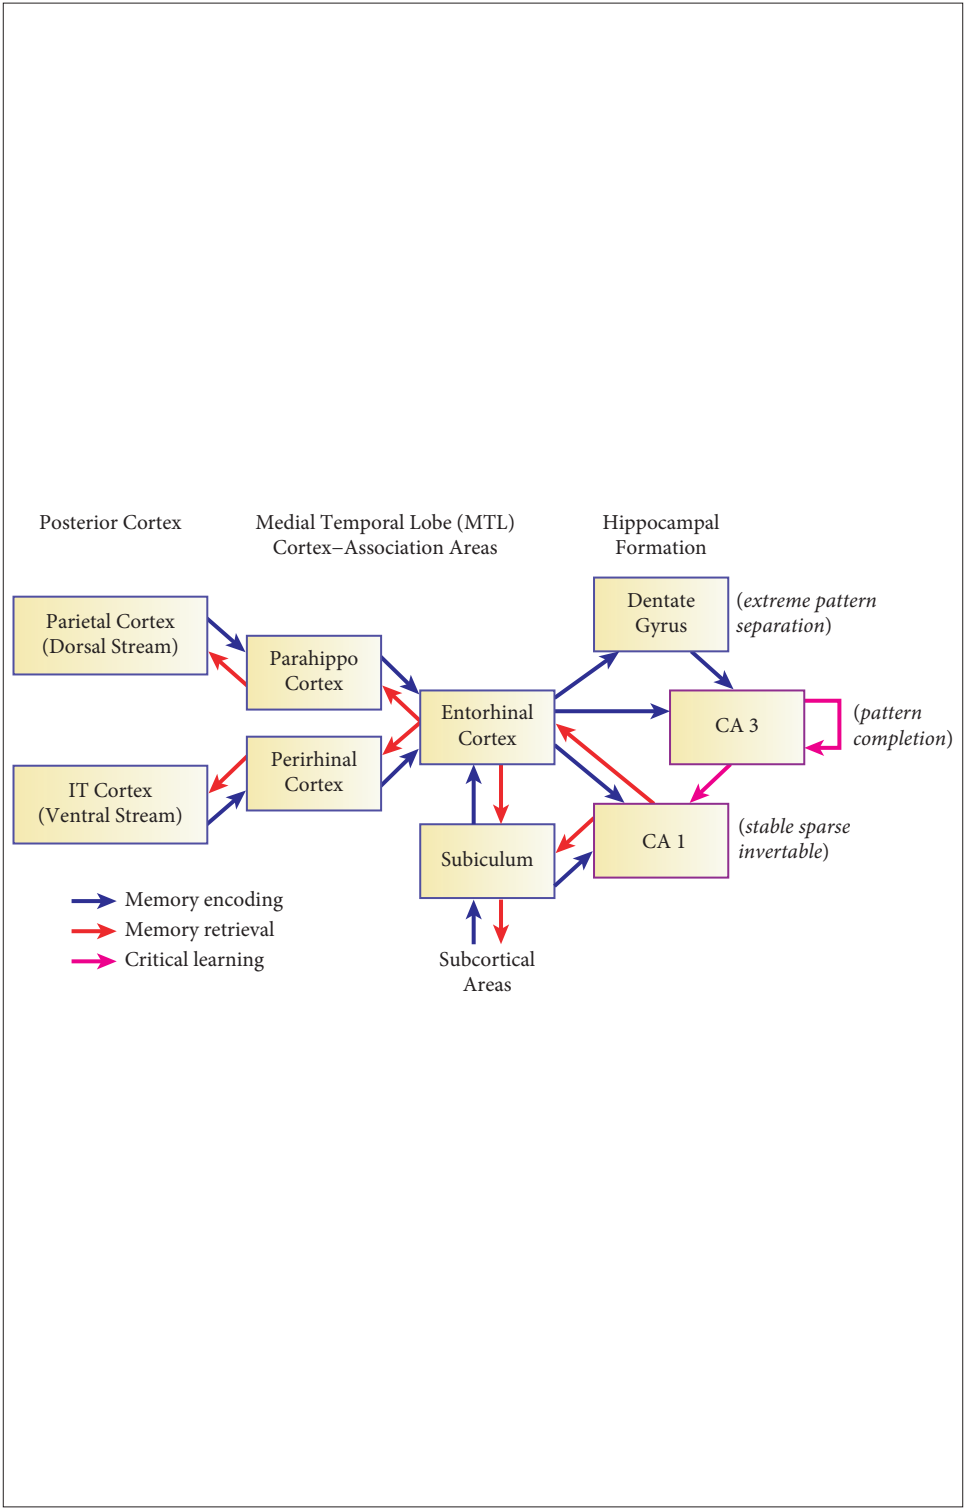 Posterior Cortex
Medial Temporal Lobe (MTL)
Cortex−Association Areas
Hippocampal
Formation
Parietal Cortex
(Dorsal Stream)
Parahippo
Cortex
Dentate
Gyrus
(extreme pattern
separation)
Entorhinal
Cortex
CA 3
(pattern
completion)
IT Cortex
(Ventral Stream)
Perirhinal
Cortex
Subiculum
CA 1
(stable sparse
invertable)
Memory encoding
Memory retrieval
Critical learning
Subcortical
Areas